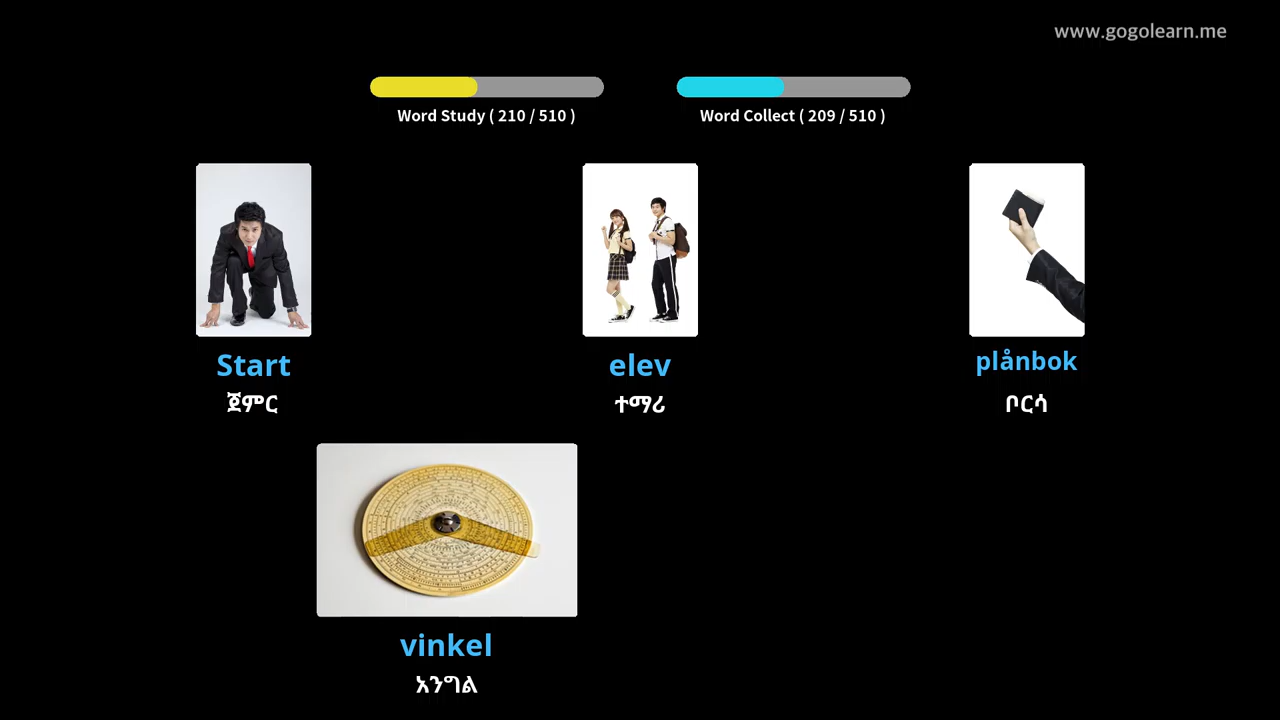 www.gogolearn.me
Word Study ( 210 / 510 )
Word Collect ( 209 / 510 )
Start
ጀምር
elev
ተማሪ
plånbok
ቦርሳ
vinkel
አንግል